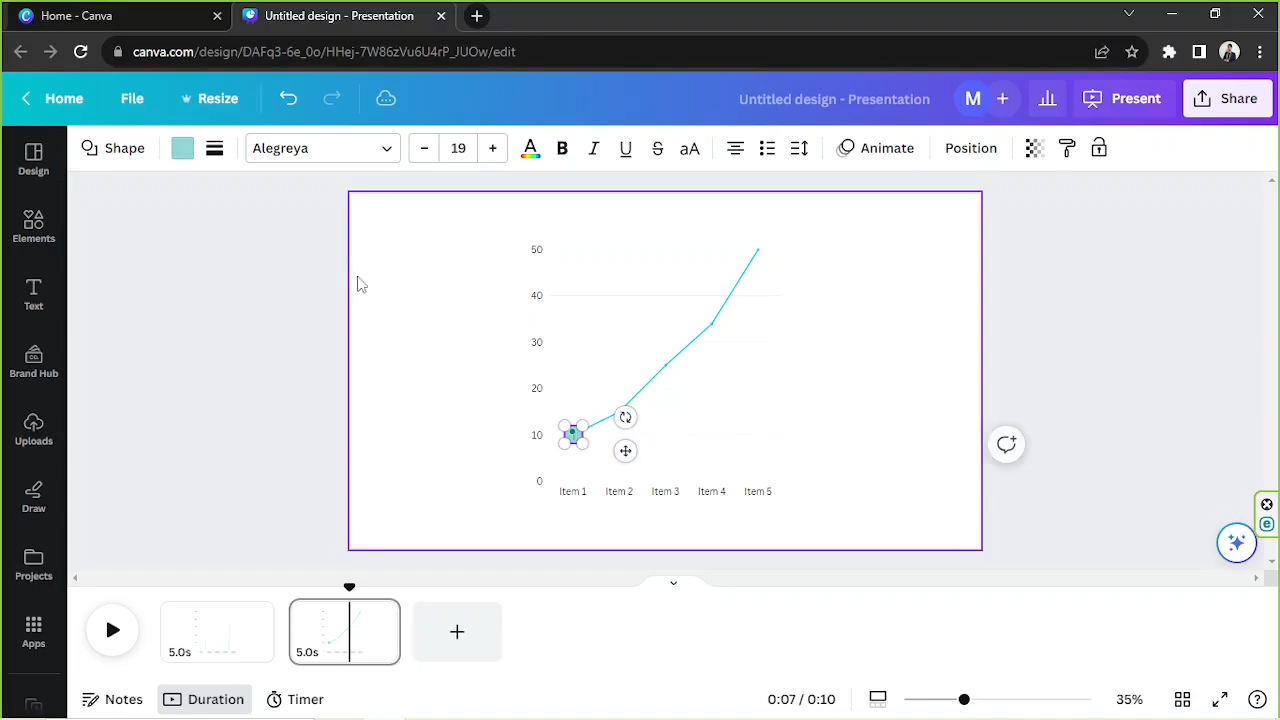 Home - Canva
Untitled design - Presentation
canva.com/design/DAFq3-6e_0o/HHej-7W86zVu6U4rP_JUOw/edit
Home
File
Resize
Untitled design - Presentation
M
Present
Share
Shape
Alegreya
- 19 +
A B I U S aA
Animate
Position
Design
Elements
Text
CO.
Brand Hub
Uploads
Draw
Projects
Apps
50
40
30
20
10
0
Item 1 Item 2 Item 3 Item 4 Item 5
5.0s
5.0s
Notes
Duration
Timer
0:07 / 0:10
35%